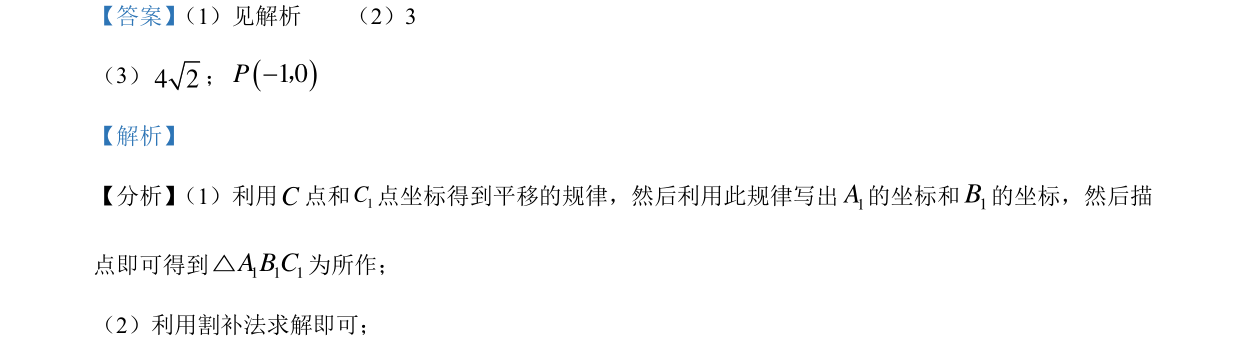 【答案】（1）见解析 （2）3
（3）4√2；P(−1,0)
【解析】
【分析】（1）利用C点和C₁点坐标得到平移的规律，然后利用此规律写出A₁的坐标和B₁的坐标，然后描
点即可得到△A₁B₁C₁为所作；
（2）利用割补法求解即可；